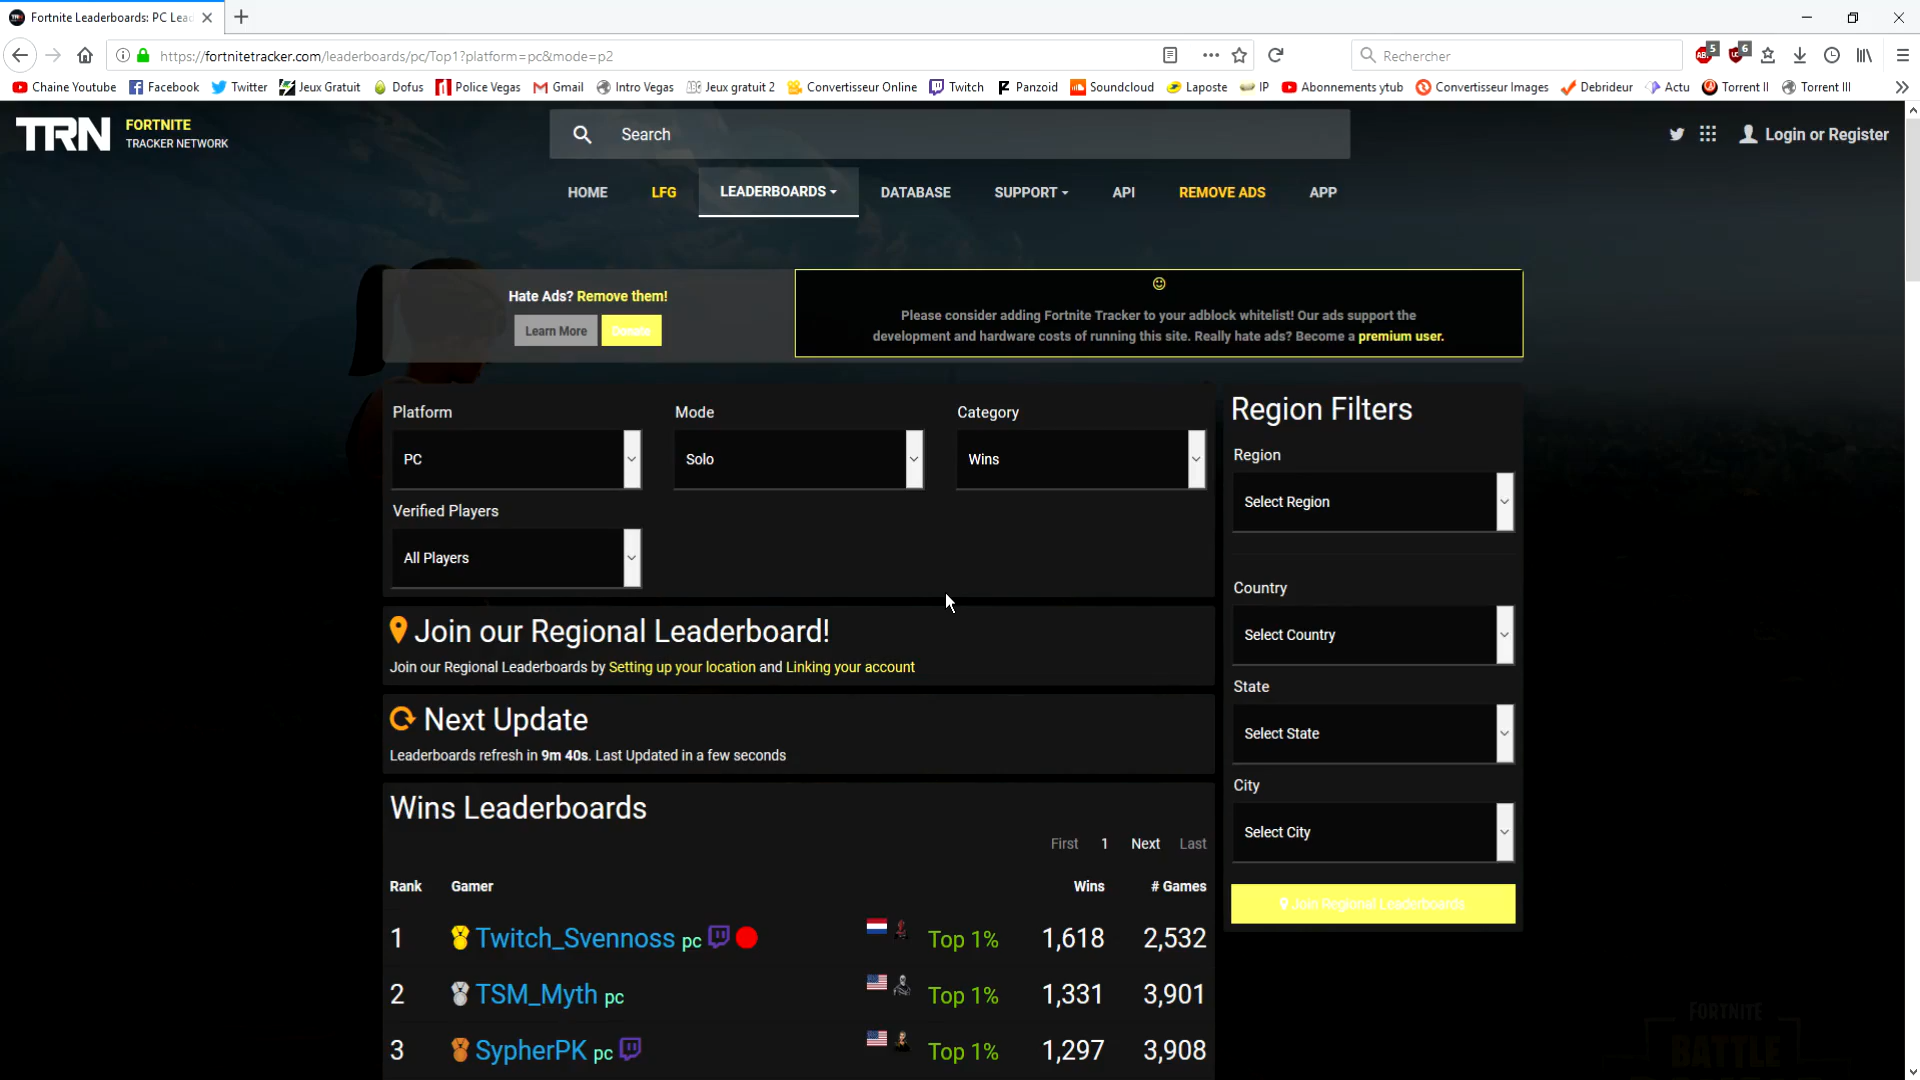 Fortnite Leaderboards: PC Lea
https://fortnitetracker.com/leaderboards/pc/Top1?platform=pc&mode=p2
Rechercher
5
6
Chaine Youtube Facebook Twitter Jeux Gratuit Dofus Police Vegas Gmail Intro Vegas Jeux gratuit 2 Convertisseur Online Twitch Panzoid Soundcloud Laposte IP Abonnements ytub Convertisseur Images Debrideur Actu Torrent II Torrent III
TRN FORTNITE
TRACKER NETWORK
Search
Login or Register
HOME LFG LEADERBOARDS DATABASE SUPPORT API REMOVE ADS APP
Hate Ads? Remove them!
Learn More Donate
Please consider adding Fortnite Tracker to your adblock whitelist! Our ads support the
development and hardware costs of running this site. Really hate ads? Become a premium user.
Platform Mode Category
PC Solo Wins
Verified Players
All Players
Region Filters
Region
Select Region
Country
Select Country
State
Select State
City
Select City
Join Regional Leaderboards
Join our Regional Leaderboard!
Join our Regional Leaderboards by Setting up your location and Linking your account
Next Update
Leaderboards refresh in 9m 40s. Last Updated in a few seconds
Wins Leaderboards
First 1 Next Last
Rank Gamer Wins # Games
1 Twitch_Svennoss pc Top 1% 1,618 2,532
2 TSM_Myth pc Top 1% 1,331 3,901
3 SypherPK pc Top 1% 1,297 3,908
FORTNITE
BATTLE